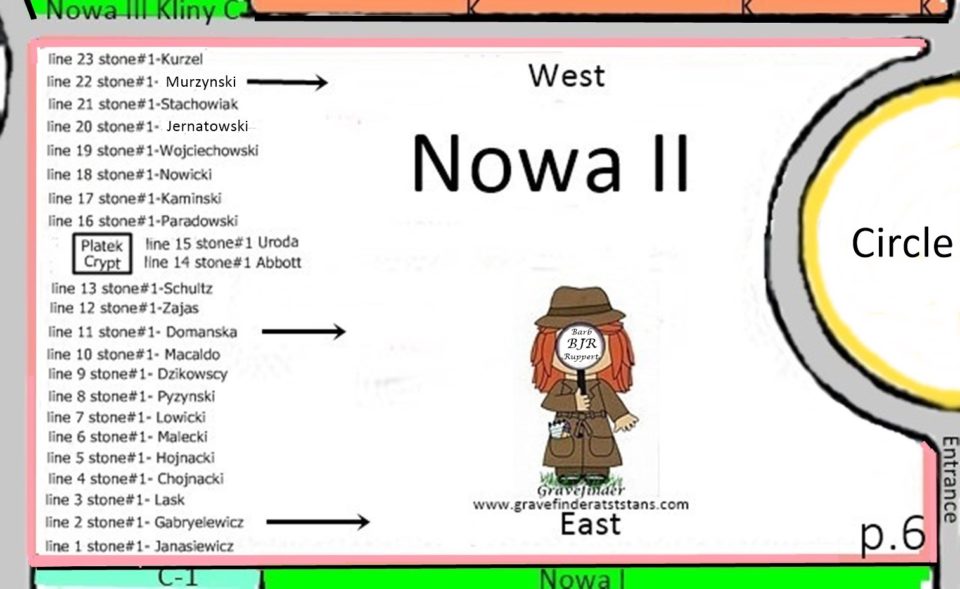 Nowa III Kliny C-1
K
K
K
line 23 stone#1-Kurzel
line 22 stone#1- Murzynski
line 21 stone#1-Stachowiak
line 20 stone#1- Jernatowski
line 19 stone#1-Wojciechowski
line 18 stone#1-Nowicki
line 17 stone#1-Kaminski
line 16 stone#1-Paradowski
Platek
Crypt
line 15 stone#1 Uroda
line 14 stone#1 Abbott
line 13 stone#1-Schultz
line 12 stone#1-Zajas
line 11 stone#1- Domanska
line 10 stone#1- Macaldo
line 9 stone#1- Dzikowscy
line 8 stone#1- Pyzynski
line 7 stone#1- Lowicki
line 6 stone#1- Malecki
line 5 stone#1- Hojnacki
line 4 stone#1- Chojnacki
line 3 stone#1- Lask
line 2 stone#1- Gabryelewicz
line 1 stone#1- Janasiewicz
West
Nowa II
Circle
Barb
BJR
Ruppert
Gravefinder
www.gravefinderatststans.com
East
Entrance
p.6
C-1
Nowa I